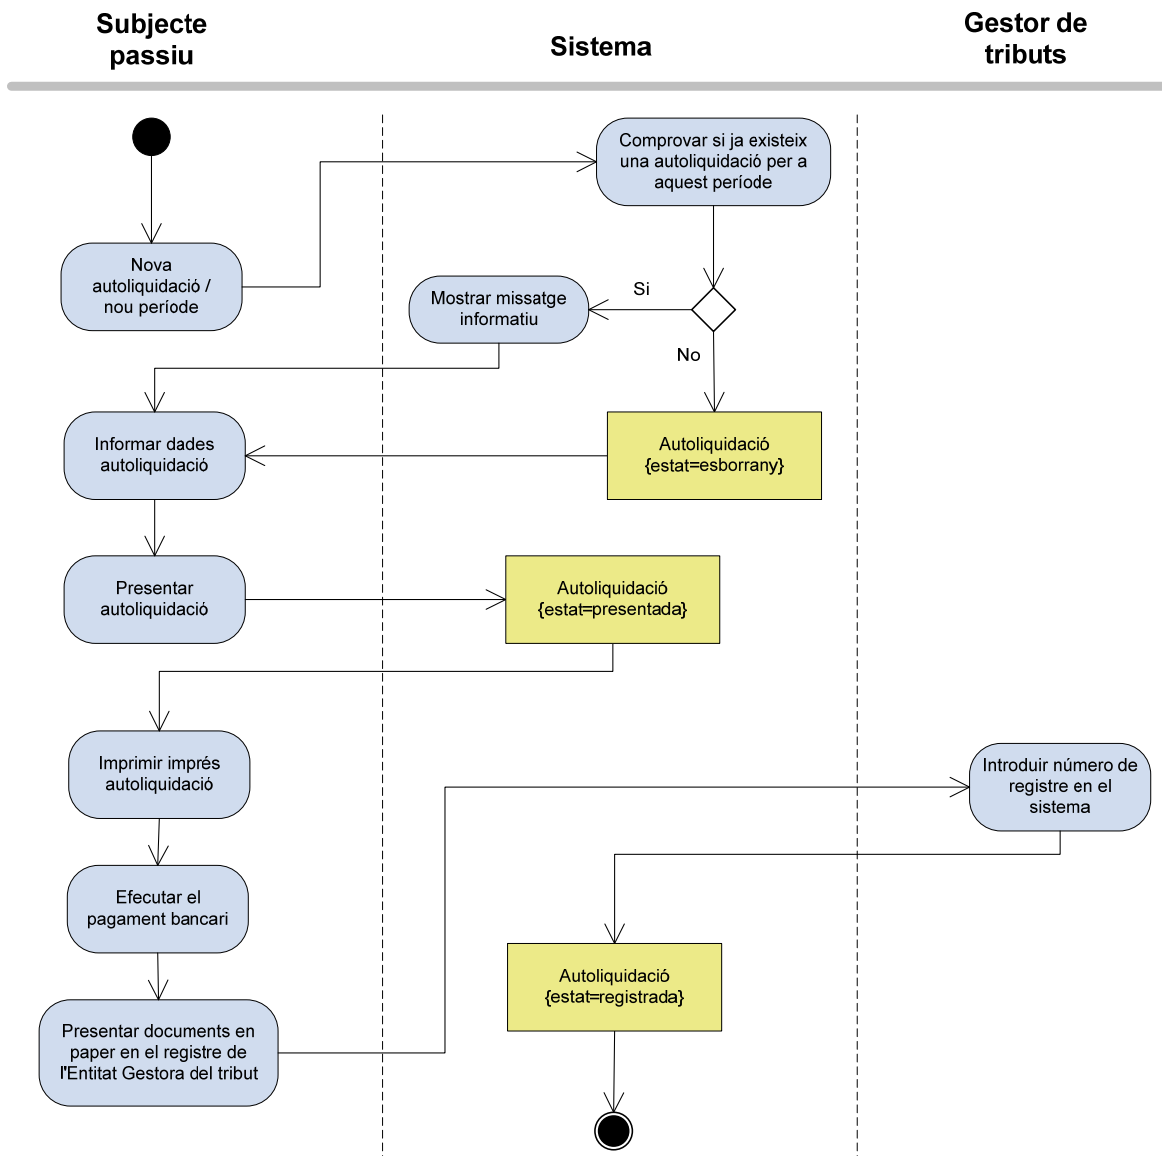 Subjecte
passiu
Sistema
Gestor de
tributs
Comprovar si ja existeix
una autoliquidació per a
aquest període
Nova
autoliquidació /
nou període
Mostrar missatge
informatiu
Si
No
Informar dades
autoliquidació
Autoliquidació
{estat=esborrany}
Presentar
autoliquidació
Autoliquidació
{estat=presentada}
Imprimir imprés
autoliquidació
Introduir número de
registre en el
sistema
Efecutar el
pagament bancari
Autoliquidació
{estat=registrada}
Presentar documents en
paper en el registre de
l'Entitat Gestora del tribut